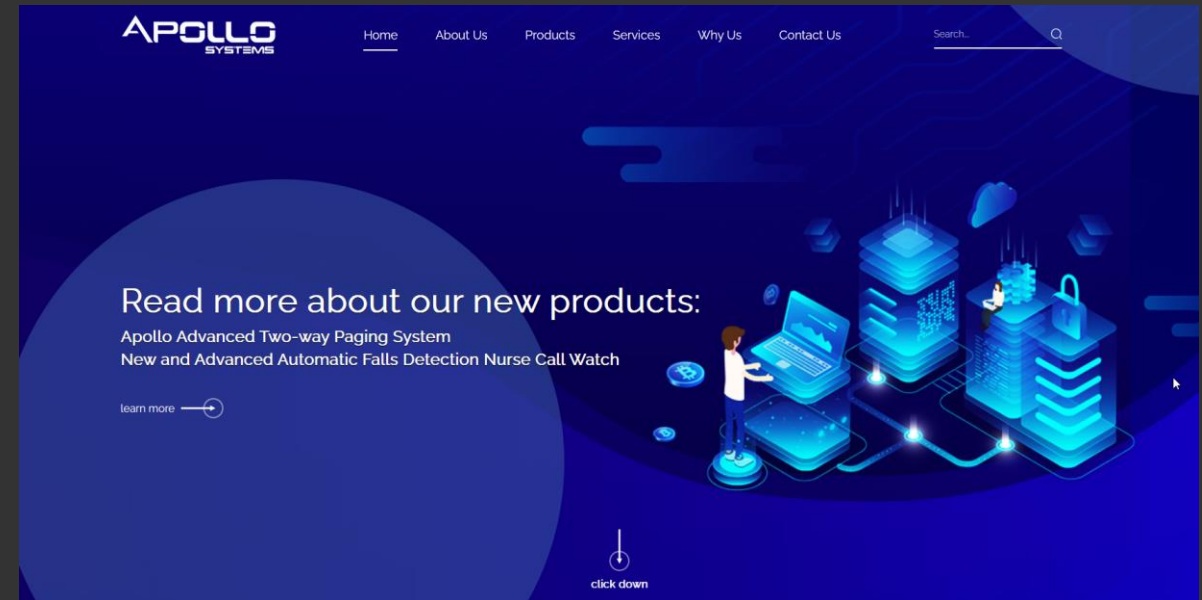 APOLLO
SYSTEMS
Home About Us Products Services Why Us Contact Us Search...
Read more about our new products:
Apollo Advanced Two-way Paging System
New and Advanced Automatic Falls Detection Nurse Call Watch
learn more
click down